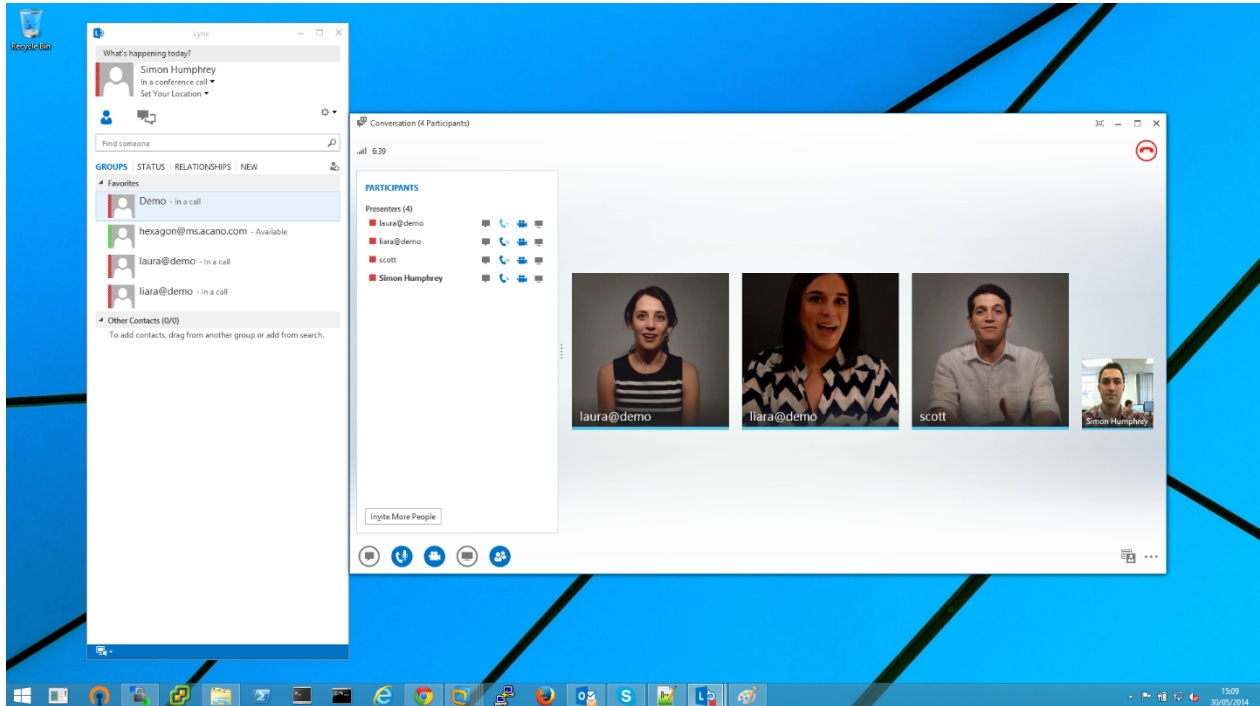 Recycle Bin
Lync
What's happening today?
Simon Humphrey
In a conference call
Set Your Location
Find someone
GROUPS STATUS RELATIONSHIPS NEW
Favorites
Demo - In a call
hexagon@ms.acano.com - Available
laura@demo - In a call
liara@demo - In a call
Other Contacts (0/0)
To add contacts, drag from another group or add from search.
Conversation (4 Participants)
6:39
PARTICIPANTS
Presenters (4)
laura@demo
liara@demo
scott
Simon Humphrey
Invite More People
laura@demo
liara@demo
scott
Simon Humphrey
15:09
30/05/2014